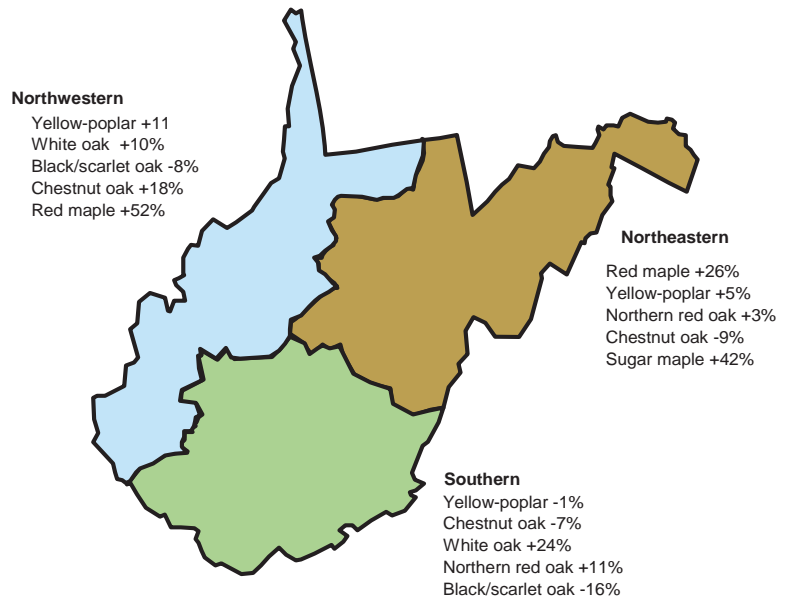 Northwestern
Yellow-poplar +11
White oak +10%
Black/scarlet oak -8%
Chestnut oak +18%
Red maple +52%
Northeastern
Red maple +26%
Yellow-poplar +5%
Northern red oak +3%
Chestnut oak -9%
Sugar maple +42%
Southern
Yellow-poplar -1%
Chestnut oak -7%
White oak +24%
Northern red oak +11%
Black/scarlet oak -16%